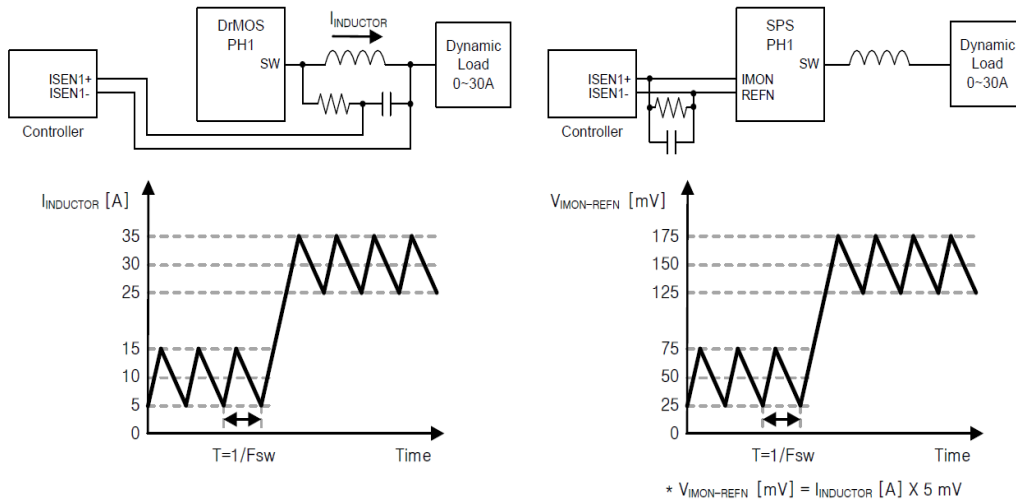 IINDUCTOR
DrMOS
PH1
SW
Dynamic
Load
0~30A
ISEN1+
ISEN1-
Controller
SPS
PH1
SW
IMON
REFN
Dynamic
Load
0~30A
ISEN1+
ISEN1-
Controller
IINDUCTOR [A]
35
30
25
15
10
5
0
T=1/Fsw
Time
VIMON-REFN [mV]
175
150
125
75
50
25
0
T=1/Fsw
Time
* VIMON-REFN [mV] = IINDUCTOR [A] X 5 mV